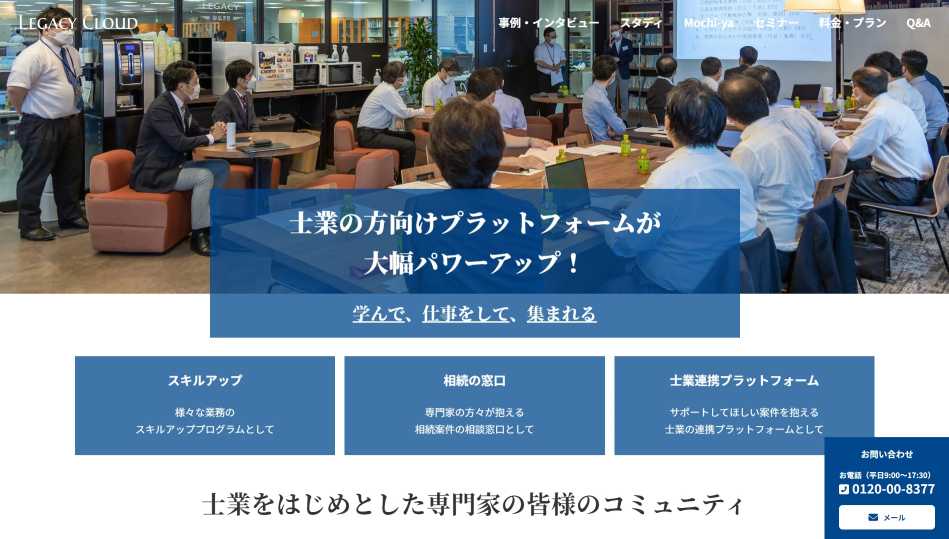 LEGACY CLOUD
事例・インタビュー
スタディ
Mochi-ya
セミナー
料金・プラン
Q&A
LEGACY
士業の方向けプラットフォームが
大幅パワーアップ！
学んで、仕事をして、集まれる
スキルアップ
様々な業務の
スキルアッププログラムとして
相続の窓口
専門家の方々が抱える
相続案件の相談窓口として
士業連携プラットフォーム
サポートしてほしい案件を抱える
士業の連携プラットフォームとして
お問い合わせ
お電話（平日9:00〜17:30）
0120-00-8377
メール
士業をはじめとした専門家の皆様のコミュニティ